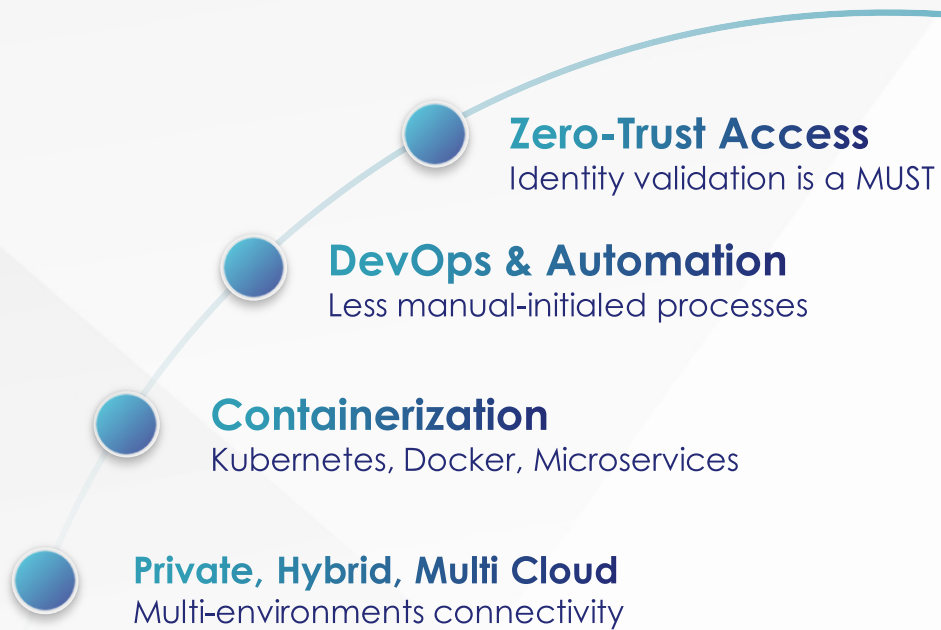 Zero-Trust Access
Identity validation is a MUST
DevOps & Automation
Less manual-initialed processes
Containerization
Kubernetes, Docker, Microservices
Private, Hybrid, Multi Cloud
Multi-environments connectivity